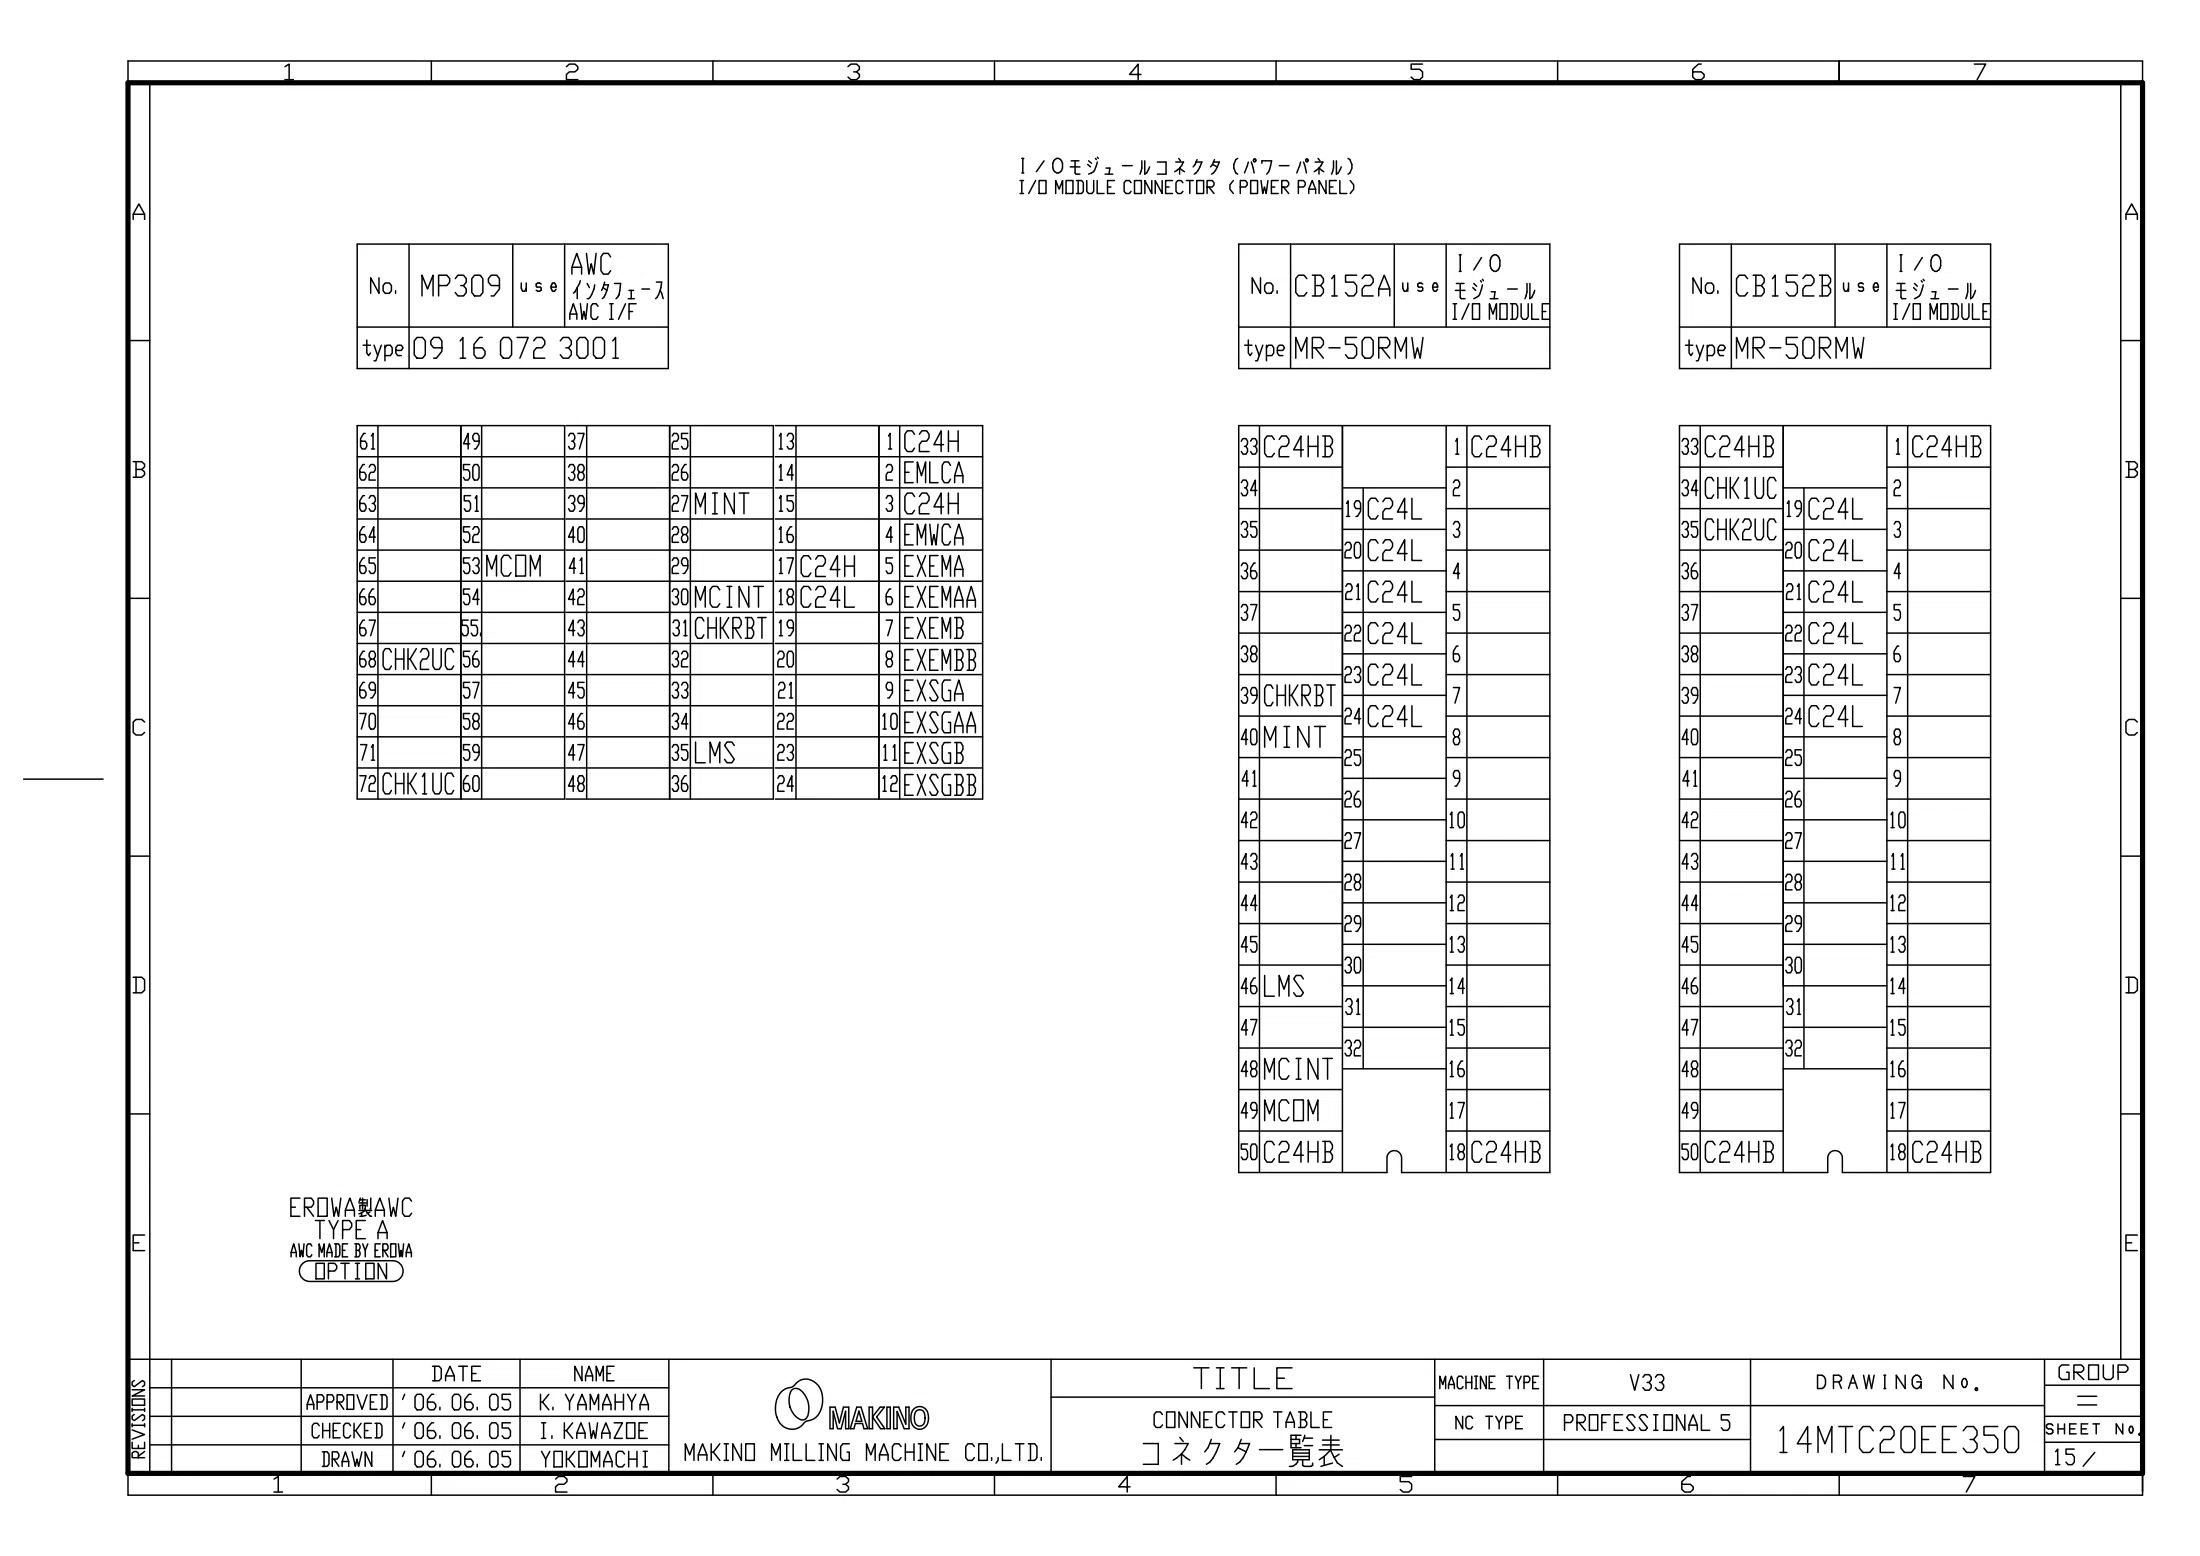 1 2 3 4 5 6 7
I/Oモジュールコネクタ(パワーパネル)
I/O MODULE CONNECTOR (POWER PANEL)
A A
No. MP309 use AWC インタフェース AWC I/F
type 09 16 072 3001
No. CB152A use I/O モジュール I/O MODULE
type MR-50RMW
No. CB152B use I/O モジュール I/O MODULE
type MR-50RMW
B B
61 49 37 25 13 1 C24H
62 50 38 26 14 2 EMLCA
63 51 39 27 MINT 15 3 C24H
64 52 40 28 16 4 EMWCA
65 53 MCOM 41 29 17 C24H 5 EXEMA
66 54 42 30 MCINT 18 C24L 6 EXEMAA
67 55. 43 31 CHKRBT 19 7 EXEMB
68 CHK2UC 56 44 32 20 8 EXEMBB
69 57 45 33 21 9 EXSGA
70 58 46 34 22 10 EXSGAA
71 59 47 35 LMS 23 11 EXSGB
72 CHK1UC 60 48 36 24 12 EXSGBB
33 C24HB 1 C24HB
34 2
19 C24L
35 3
20 C24L
36 4
21 C24L
37 5
22 C24L
38 6
23 C24L
39 CHKRBT 7
24 C24L
40 MINT 8
25
41 9
26
42 10
27
43 11
28
44 12
29
45 13
30
46 LMS 14
31
47 15
32
48 MCINT 16
49 MCOM 17
50 C24HB 18 C24HB
33 C24HB 1 C24HB
34 CHK1UC 2
19 C24L
35 CHK2UC 3
20 C24L
36 4
21 C24L
37 5
22 C24L
38 6
23 C24L
39 7
24 C24L
40 8
25
41 9
26
42 10
27
43 11
28
44 12
29
45 13
30
46 14
31
47 15
32
48 16
49 17
50 C24HB 18 C24HB
C C
D D
E E
EROWA製AWC
TYPE A
AWC MADE BY EROWA
OPTION
REVISIONS
DATE NAME
APPROVED '06. 06. 05 K. YAMAHYA
CHECKED '06. 06. 05 I. KAWAZOE
DRAWN '06. 06. 05 YOKOMACHI
MAKINO
MAKINO MILLING MACHINE CO.,LTD.
TITLE
CONNECTOR TABLE
コネクター覧表
MACHINE TYPE V33
NC TYPE PROFESSIONAL 5
DRAWING No.
14MTC20EE350
GROUP
=
SHEET No.
15/
1 2 3 4 5 6 7